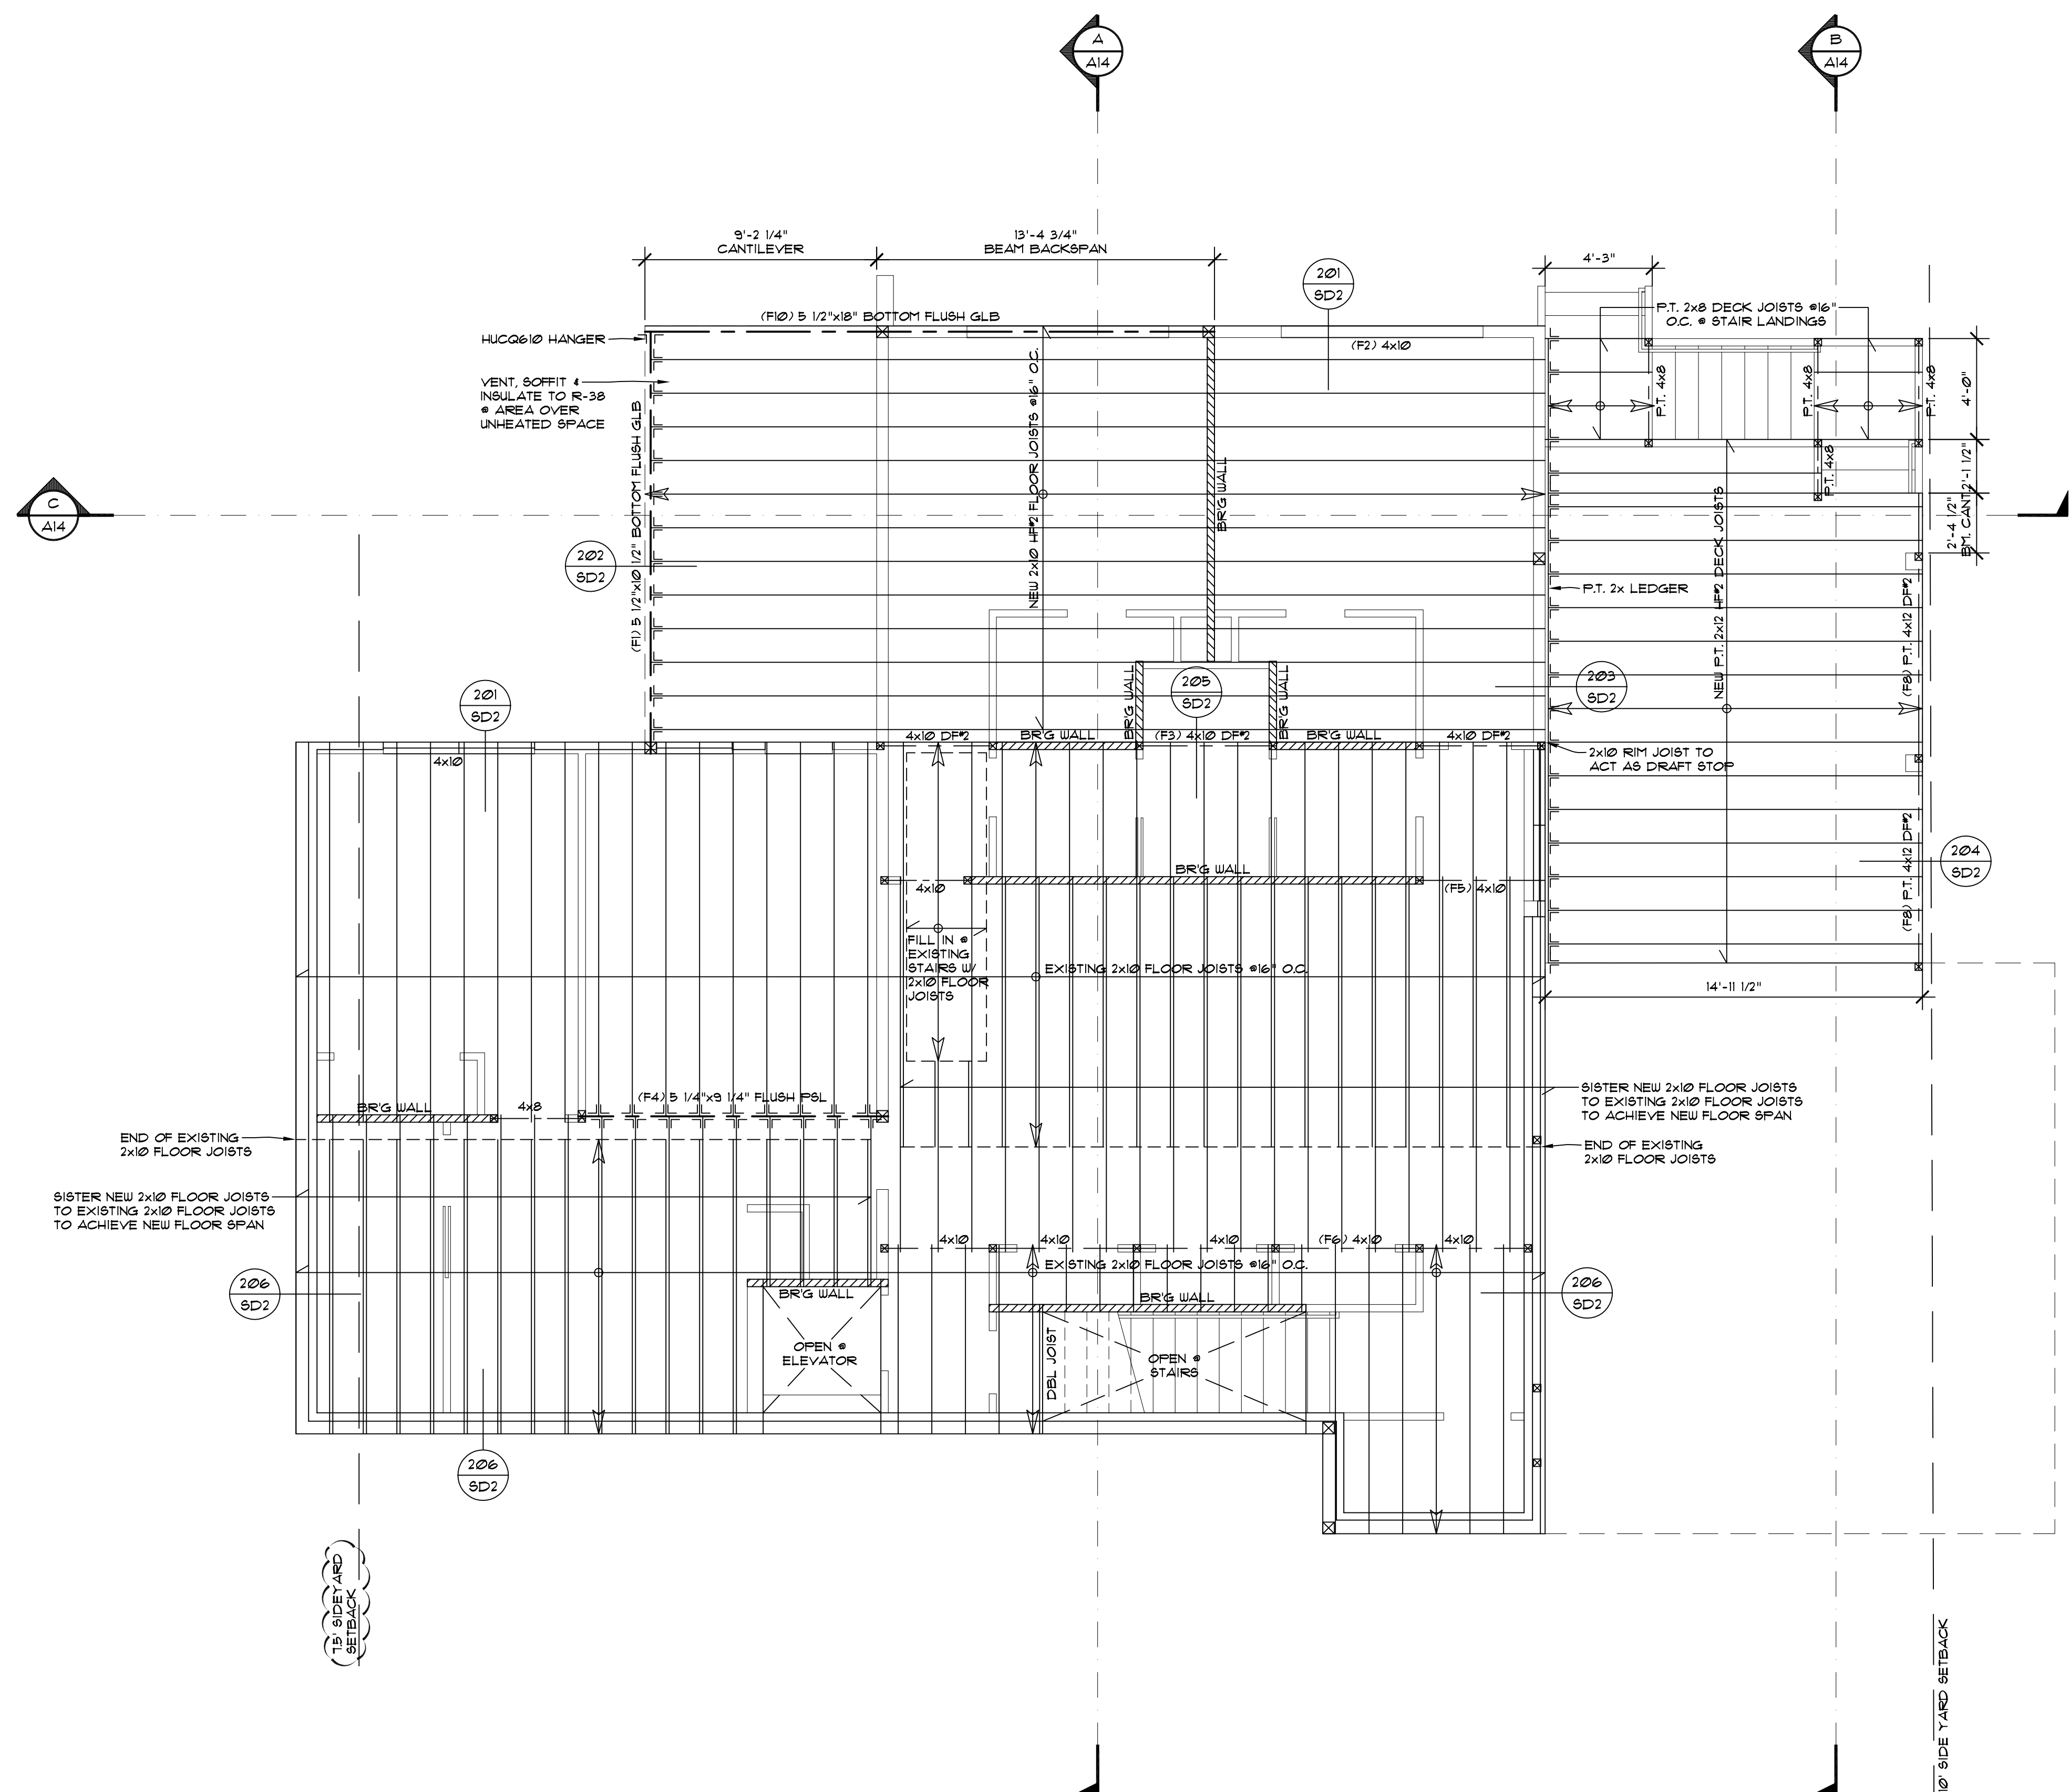 A
A14
B
A14
9'-2 1/4"
CANTILEVER
13'-4 3/4"
BEAM BACKSPAN
201
SD2
4'-3"
P.T. 2x8 DECK JOISTS @16"
O.C. @ STAIR LANDINGS
(F10) 5 1/2"x18" BOTTOM FLUSH GLB
HUCQ610 HANGER
(F2) 4x10
VENT, SOFFIT &
INSULATE TO R-38
@ AREA OVER
UNHEATED SPACE
P.T. 4x8
P.T. 4x8
P.T. 4x8
4'-0"
NEW 2x10 HF#2 FLOOR JOISTS @16" O.C.
(F1) 5 1/2"x10 1/2" BOTTOM FLUSH GLB
BR'G WALL
P.T. 4x8
2'-1 1/2"
2'-4 1/2"
BM. CANT.
C
A14
202
SD2
P.T. 2x LEDGER
NEW P.T. 2x12 HF#2 DECK JOISTS
(F8) P.T. 4x12 DF#2
201
SD2
BR'G WALL
205
SD2
BR'G WALL
203
SD2
4x10 DF#2
BR'G WALL
(F3) 4x10 DF#2
BR'G WALL
4x10 DF#2
4x10
2x10 RIM JOIST TO
ACT AS DRAFT STOP
204
SD2
(F8) P.T. 4x12 DF#2
BR'G WALL
4x10
(F5) 4x10
FILL IN @
EXISTING
STAIRS W/
2x10 FLOOR
JOISTS
EXISTING 2x10 FLOOR JOISTS @16" O.C.
14'-11 1/2"
(F4) 5 1/4"x9 1/4" FLUSH PSL
BR'G WALL
4x8
SISTER NEW 2x10 FLOOR JOISTS
TO EXISTING 2x10 FLOOR JOISTS
TO ACHIEVE NEW FLOOR SPAN
END OF EXISTING
2x10 FLOOR JOISTS
END OF EXISTING
2x10 FLOOR JOISTS
SISTER NEW 2x10 FLOOR JOISTS
TO EXISTING 2x10 FLOOR JOISTS
TO ACHIEVE NEW FLOOR SPAN
4x10
4x10
4x10
(F6) 4x10
4x10
EXISTING 2x10 FLOOR JOISTS @16" O.C.
206
SD2
BR'G WALL
BR'G WALL
206
SD2
OPEN @
ELEVATOR
DBL JOIST
OPEN @
STAIRS
206
SD2
7.5' SIDEYARD
SETBACK
10' SIDE YARD SETBACK